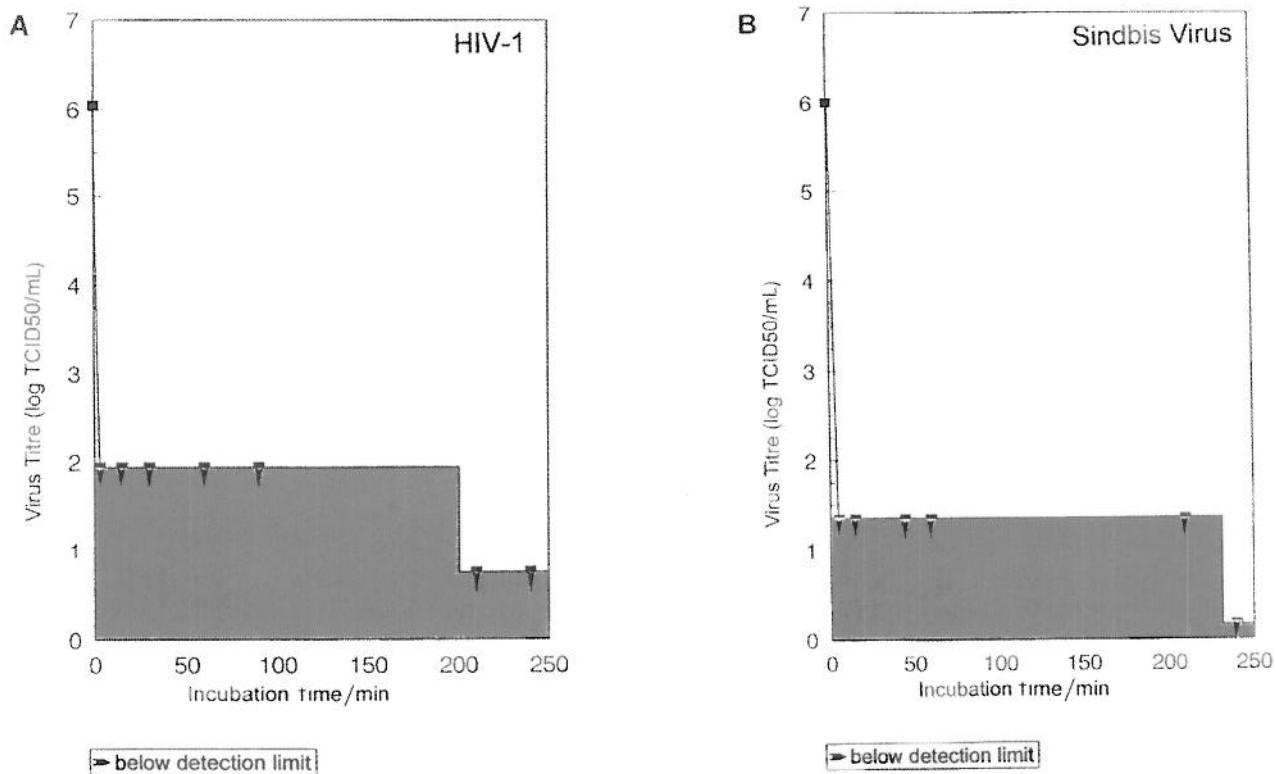 A
HIV-1
7
6
5
4
3
2
1
0
Virus Titre (log TCID50/mL)
0 50 100 150 200 250
Incubation time/min
below detection limit
B
Sindbis Virus
7
6
5
4
3
2
1
0
Virus Titre (log TCID50/mL)
0 50 100 150 200 250
Incubation time/min
below detection limit